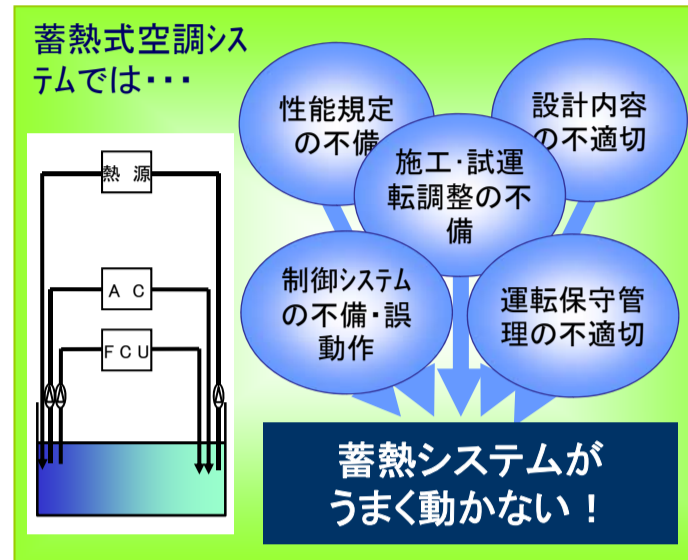 蓄熱式空調シス
テムでは・・・
性能規定
の不備
設計内容
の不適切
施工・試運
転調整の不
備
制御システム
の不備・誤
動作
運転保守管
理の不適切
熱 源
A C
F C U
蓄熱システムが
うまく動かない！